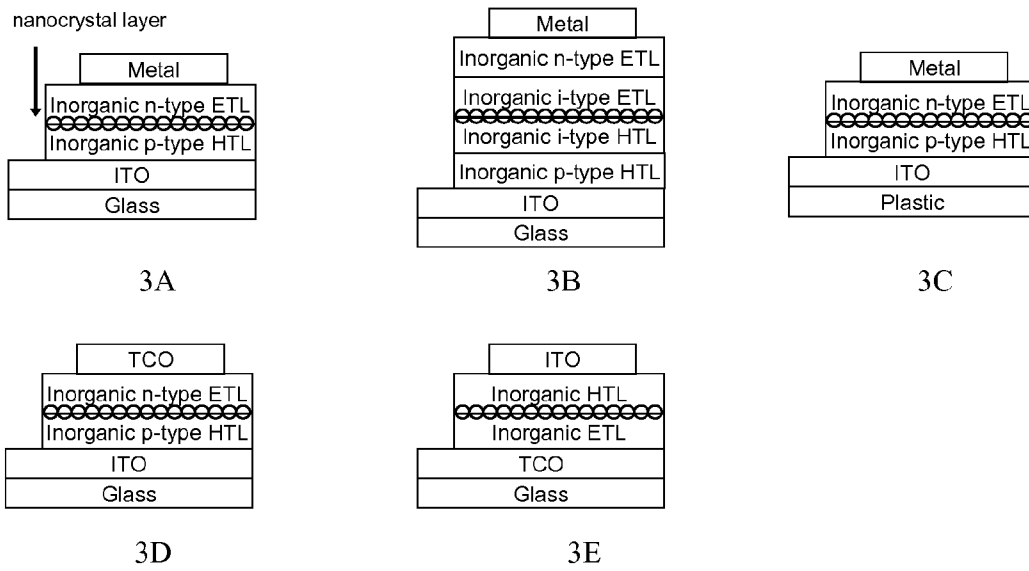 nanocrystal layer
Metal
Inorganic n-type ETL
Inorganic p-type HTL
ITO
Glass
3A
Metal
Inorganic n-type ETL
Inorganic i-type ETL
Inorganic i-type HTL
Inorganic p-type HTL
ITO
Glass
3B
Metal
Inorganic n-type ETL
Inorganic p-type HTL
ITO
Plastic
3C
TCO
Inorganic n-type ETL
Inorganic p-type HTL
ITO
Glass
3D
ITO
Inorganic HTL
Inorganic ETL
TCO
Glass
3E